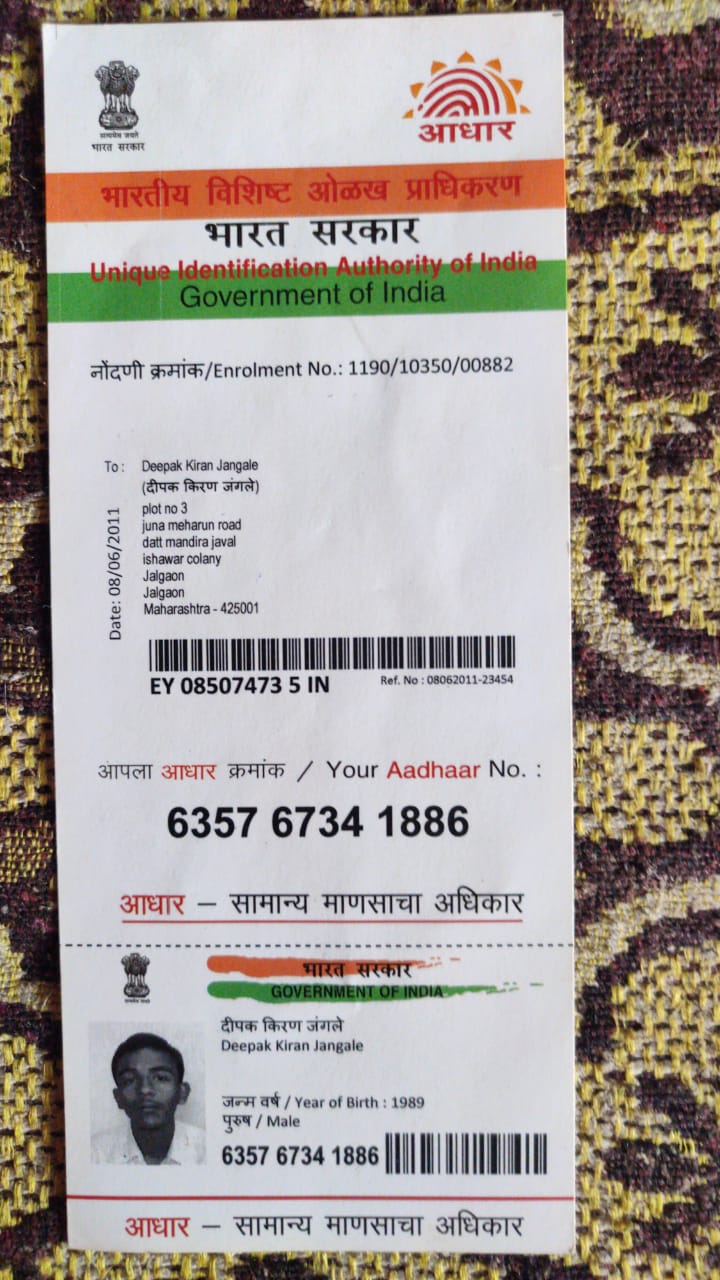 सत्यमेव जयते
भारत सरकार
आधार
भारतीय विशिष्ट ओळख प्राधिकरण
भारत सरकार
Unique Identification Authority of India
Government of India
नोंदणी क्रमांक/Enrolment No.: 1190/10350/00882
To : Deepak Kiran Jangale
(दीपक किरण जंगले)
plot no 3
juna meharun road
datt mandira javal
ishawar colany
Jalgaon
Jalgaon
Maharashtra - 425001
Date: 08/06/2011
EY 08507473 5 IN
Ref. No : 08062011-23454
आपला आधार क्रमांक / Your Aadhaar No. :
6357 6734 1886
आधार – सामान्य माणसाचा अधिकार
भारत सरकार
GOVERNMENT OF INDIA
दीपक किरण जंगले
Deepak Kiran Jangale
जन्म वर्ष / Year of Birth : 1989
पुरुष / Male
6357 6734 1886
आधार – सामान्य माणसाचा अधिकार